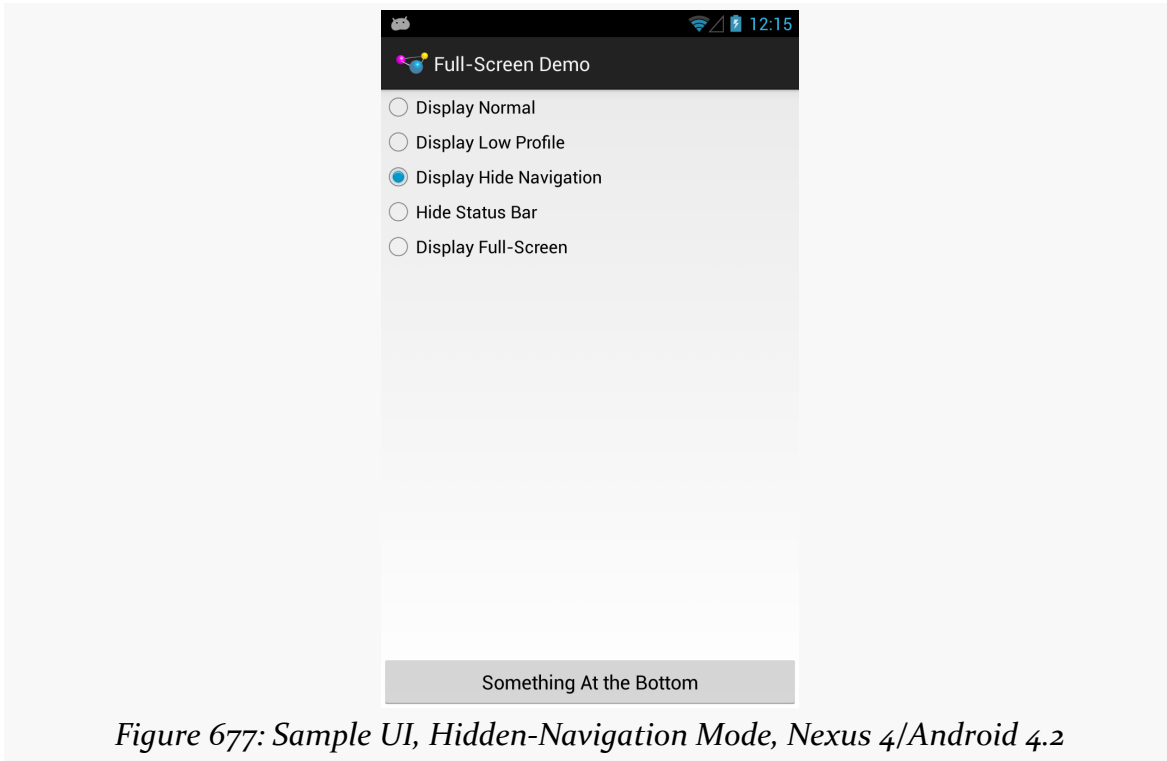 12:15
Full-Screen Demo
Display Normal
Display Low Profile
Display Hide Navigation
Hide Status Bar
Display Full-Screen
Something At the Bottom
Figure 677: Sample UI, Hidden-Navigation Mode, Nexus 4/Android 4.2